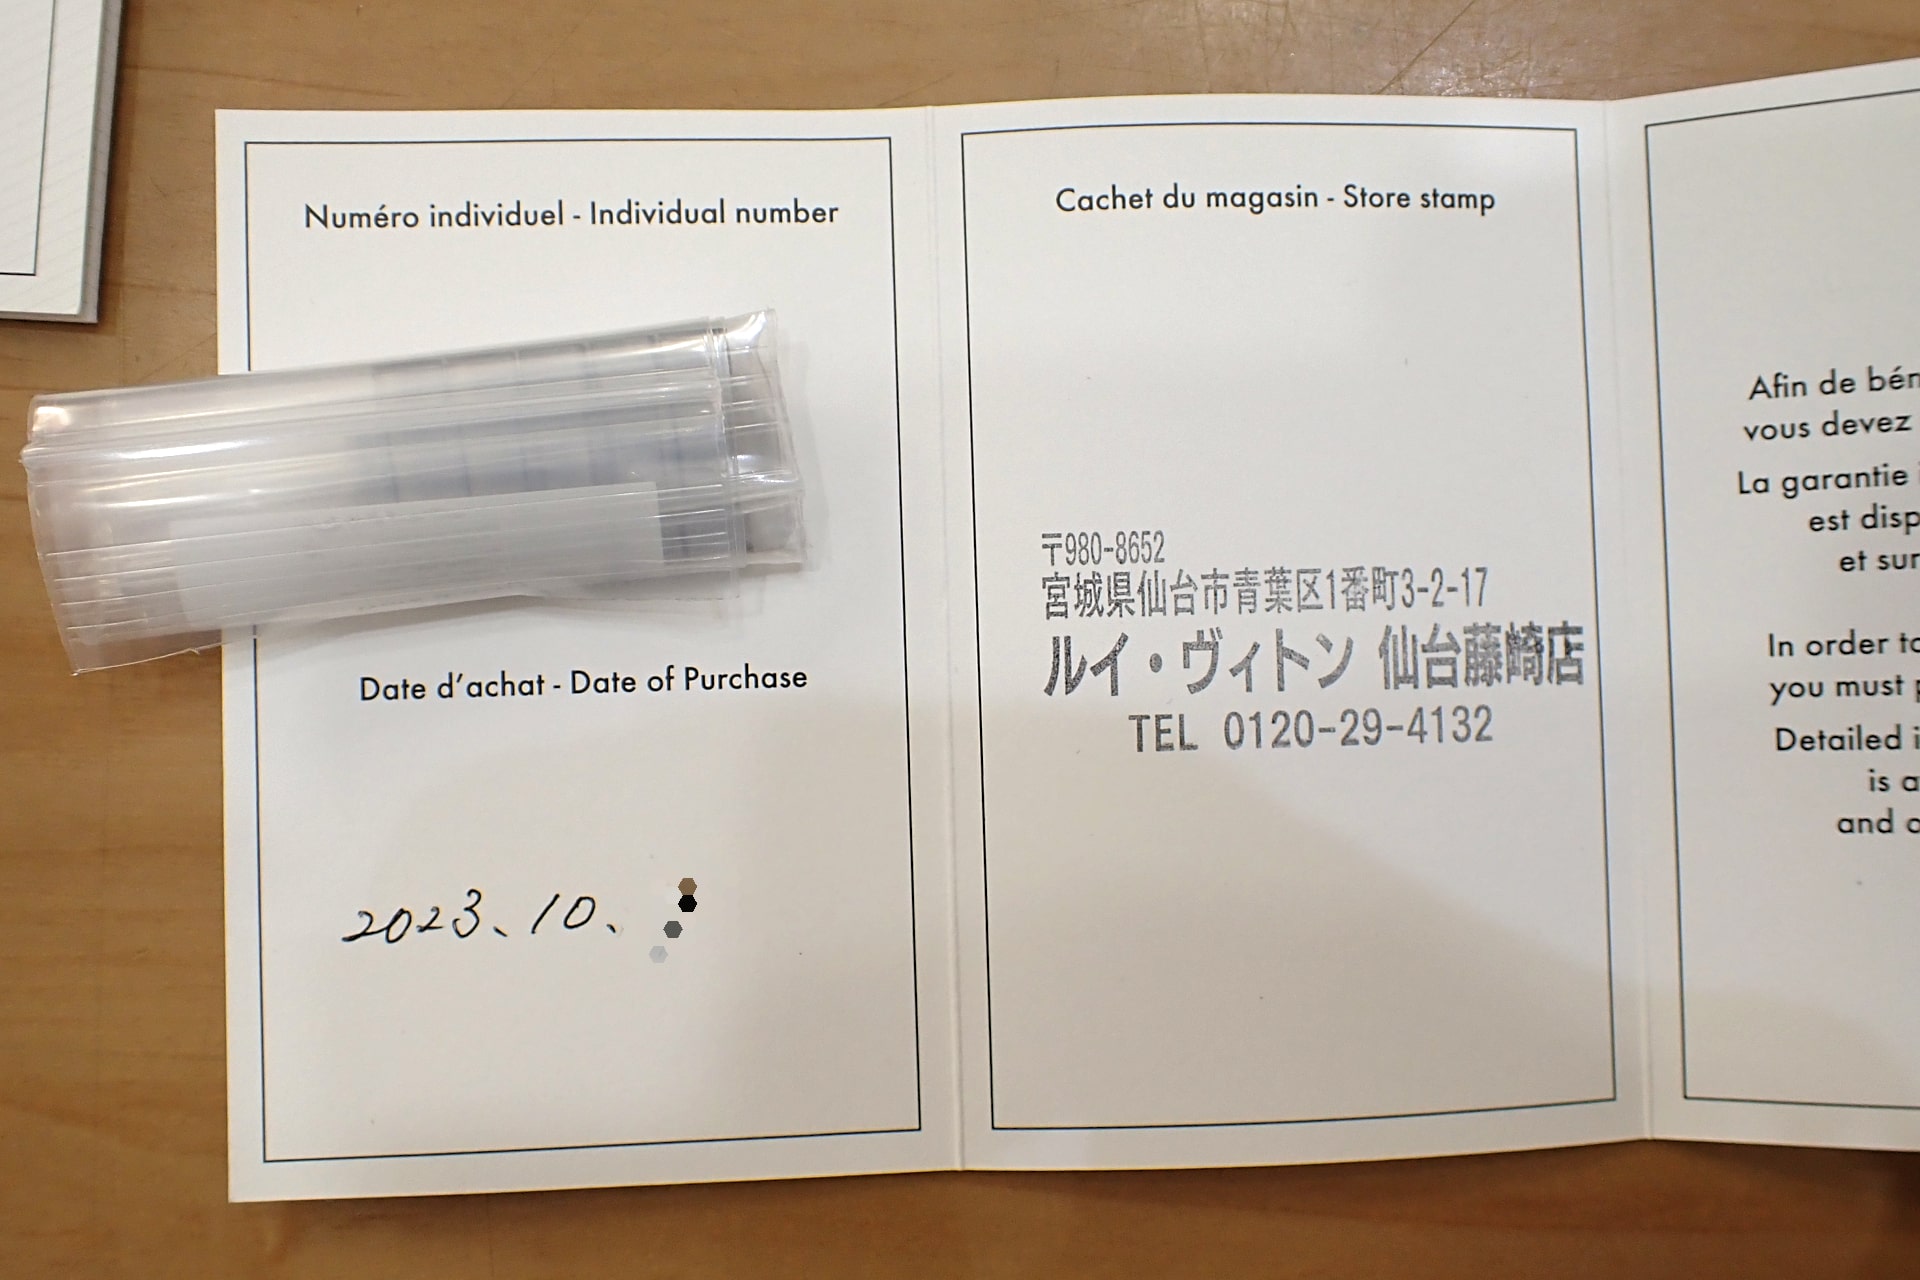 Numéro individuel - Individual number
Date d'achat - Date of Purchase
2023、10、
Cachet du magasin - Store stamp
〒980-8652
宮城県仙台市青葉区1番町3-2-17
ルイ・ヴィトン 仙台藤崎店
TEL 0120-29-4132
Afin de
vous devez
La garantie
est
et sur
In order
you must
Detailed
is
and